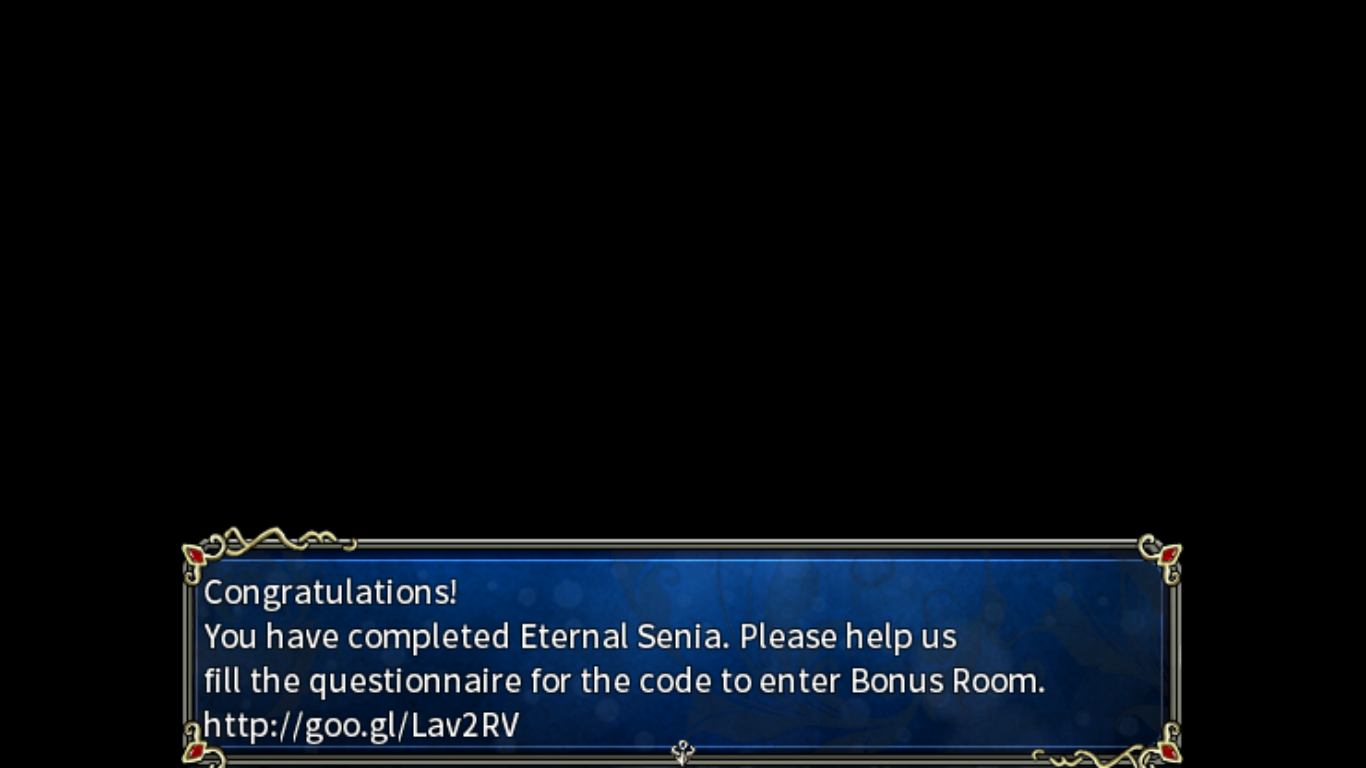 Congratulations!
You have completed Eternal Senia. Please help us
fill the questionnaire for the code to enter Bonus Room.
http://goo.gl/Lav2RV